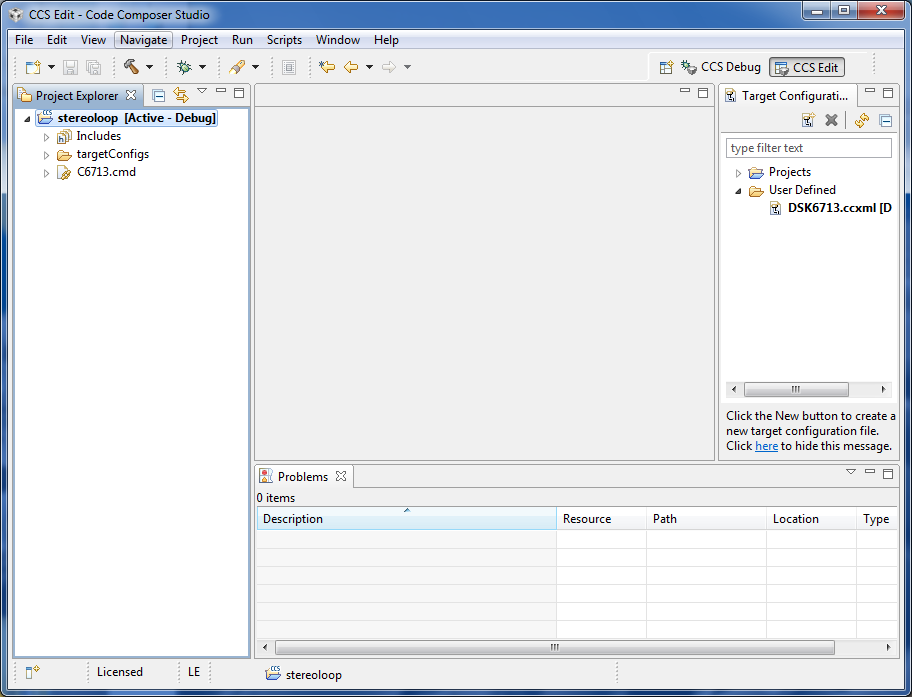 CCS Edit - Code Composer Studio
File Edit View Navigate Project Run Scripts Window Help
CCS Debug CCS Edit
Project Explorer
stereoloop [Active - Debug]
Includes
targetConfigs
C6713.cmd
Target Configurati...
type filter text
Projects
User Defined
DSK6713.ccxml [D
Click the New button to create a
new target configuration file.
Click here to hide this message.
Problems
0 items
Description Resource Path Location Type
Licensed LE stereoloop